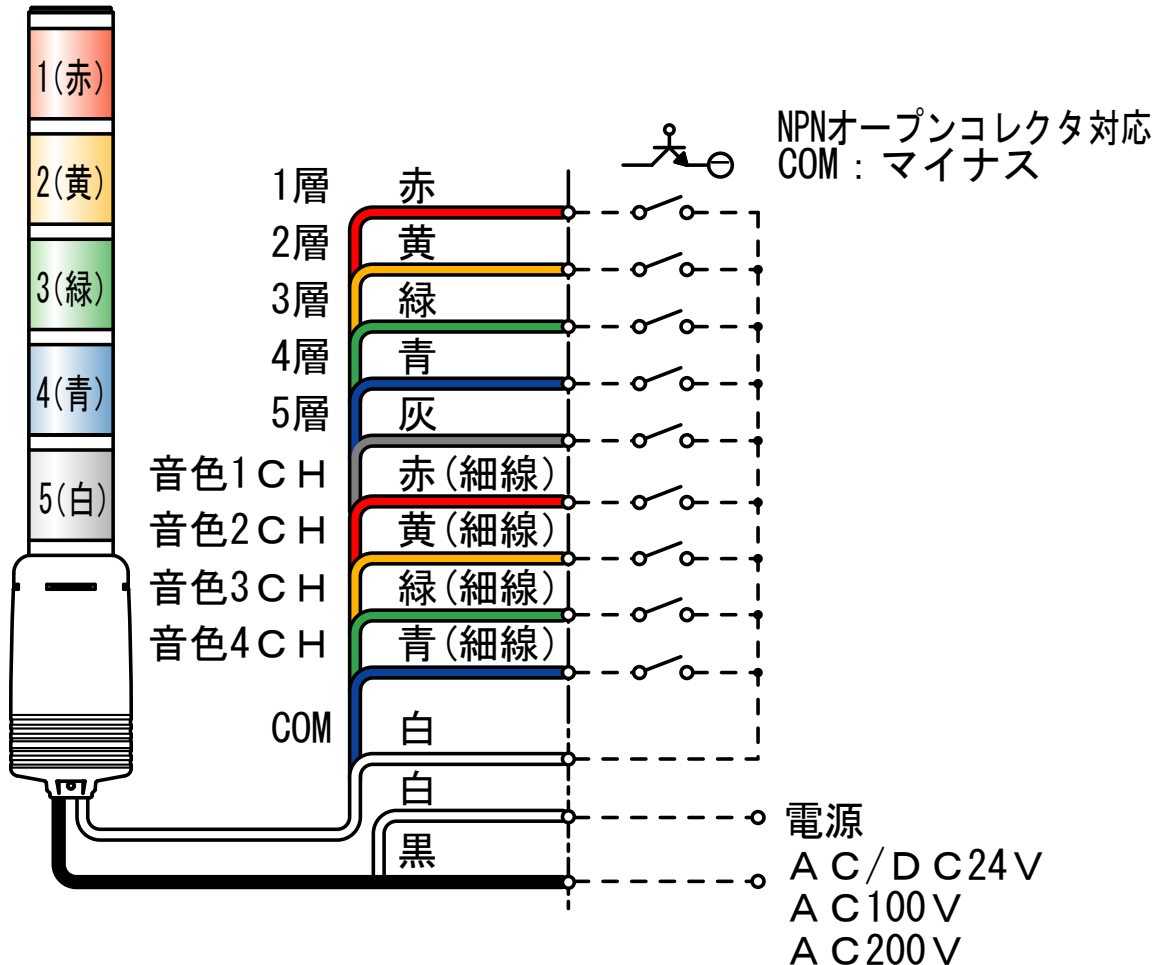 1(赤)
2(黄)
3(緑)
4(青)
5(白)
NPNオープンコレクタ対応
COM：マイナス
1層 赤
2層 黄
3層 緑
4層 青
5層 灰
音色1ＣＨ 赤(細線)
音色2ＣＨ 黄(細線)
音色3ＣＨ 緑(細線)
音色4ＣＨ 青(細線)
COM 白
白
黒
電源
ＡＣ/ＤＣ24Ｖ
ＡＣ100Ｖ
ＡＣ200Ｖ